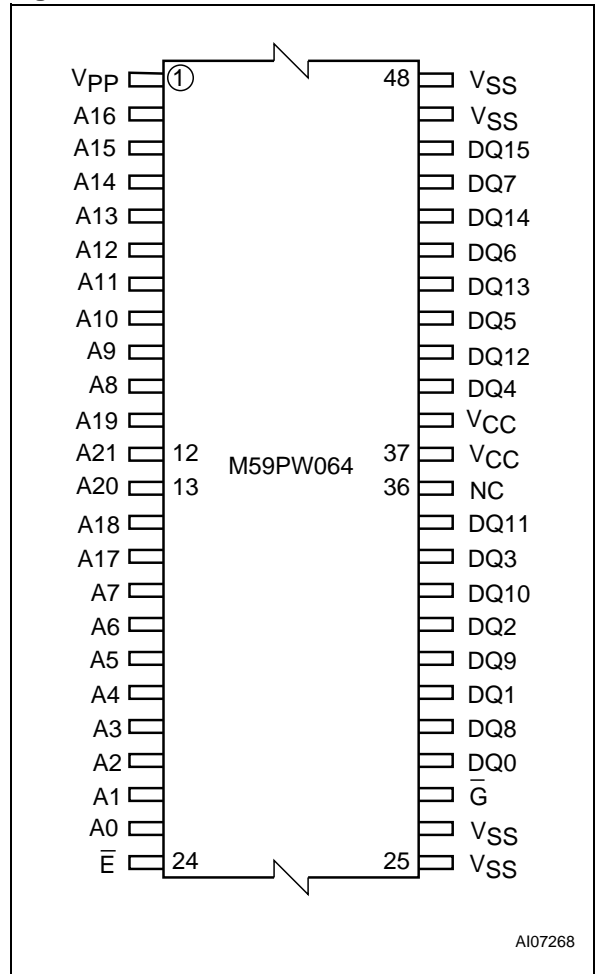 VPP 1 48 VSS
A16 VSS
A15 DQ15
A14 DQ7
A13 DQ14
A12 DQ6
A11 DQ13
A10 DQ5
A9 DQ12
A8 DQ4
A19 VCC
A21 12 37 VCC
M59PW064
A20 13 36 NC
A18 DQ11
A17 DQ3
A7 DQ10
A6 DQ2
A5 DQ9
A4 DQ1
A3 DQ8
A2 DQ0
A1 G̅
A0 VSS
E̅ 24 25 VSS
AI07268